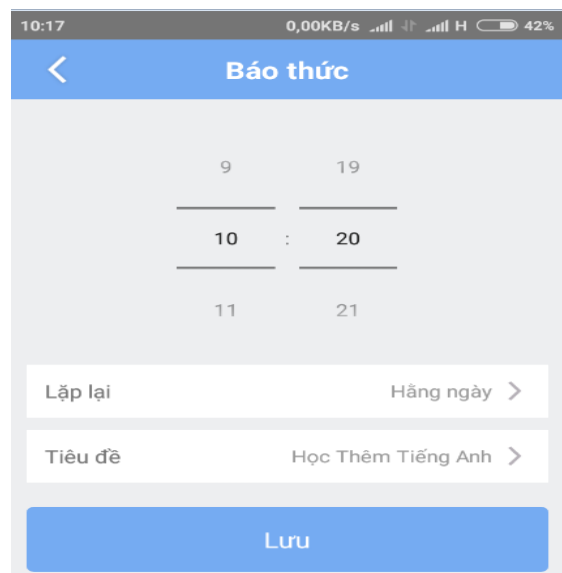 10:17 0,00KB/s H 42%
Báo thức
9 19
10 : 20
11 21
Lặp lại Hằng ngày
Tiêu đề Học Thêm Tiếng Anh
Lưu